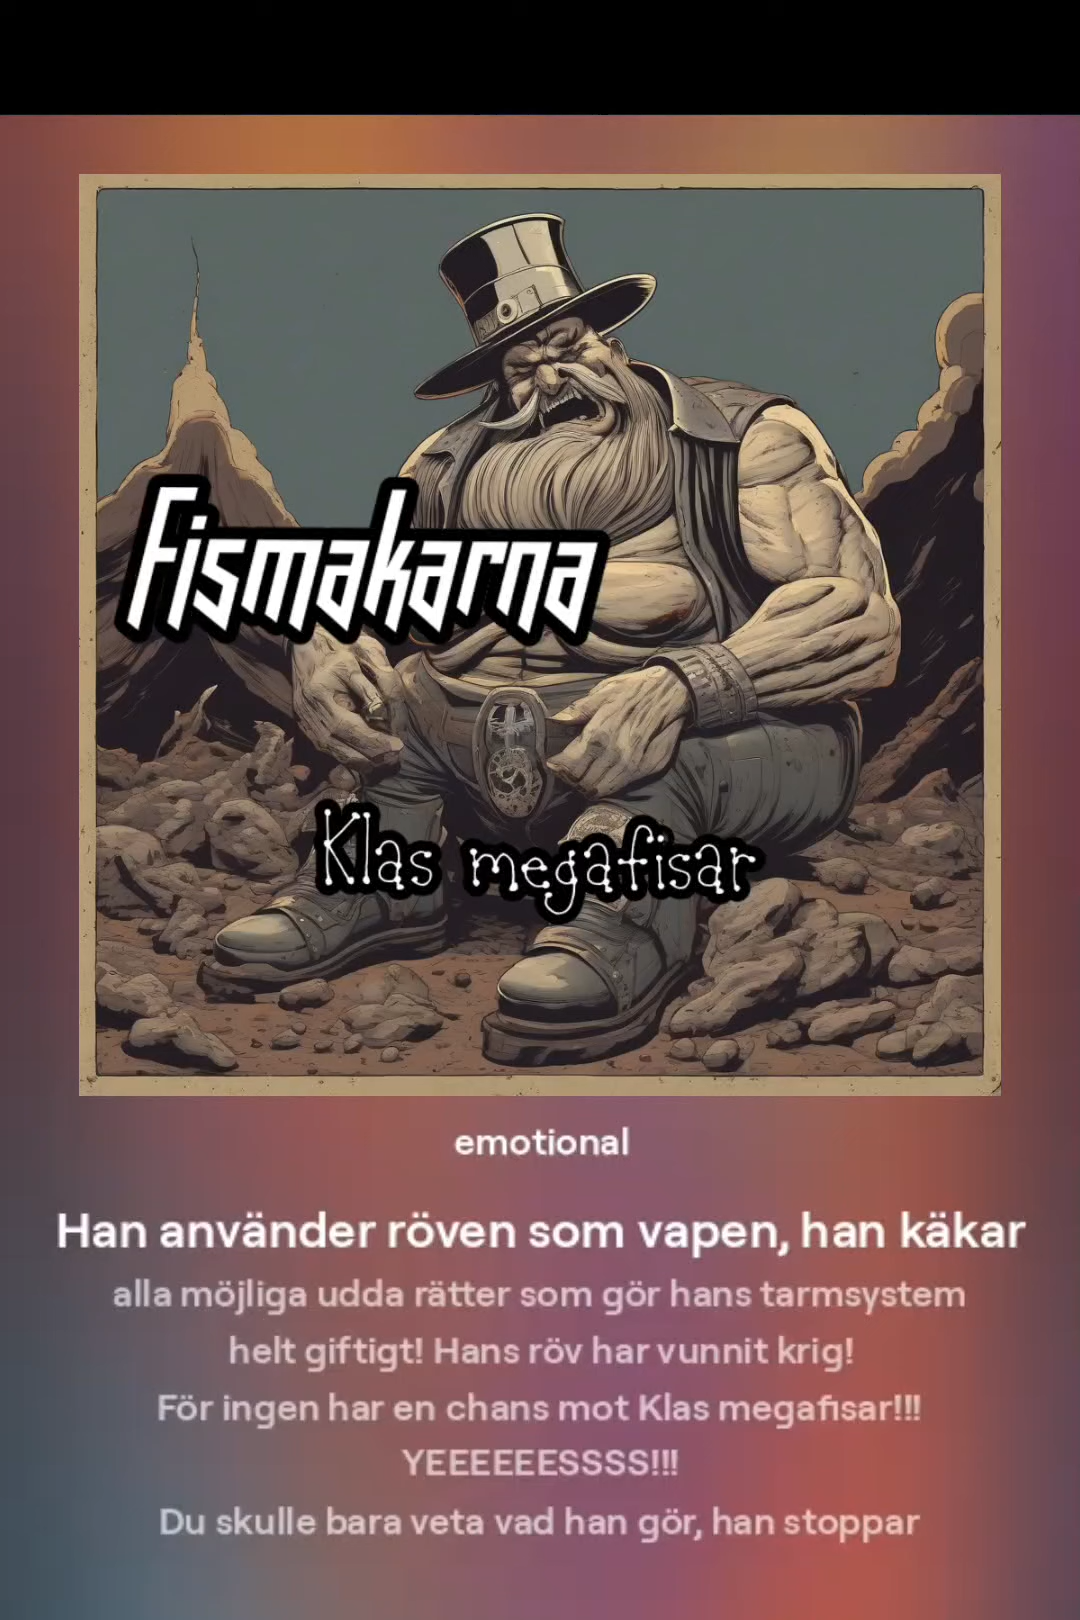 Fismakarna
Klas megafisar
emotional
Han använder röven som vapen, han käkar
alla möjliga udda rätter som gör hans tarmsystem
helt giftigt! Hans röv har vunnit krig!
För ingen har en chans mot Klas megafisar!!!
YEEEEEESSSS!!!
Du skulle bara veta vad han gör, han stoppar